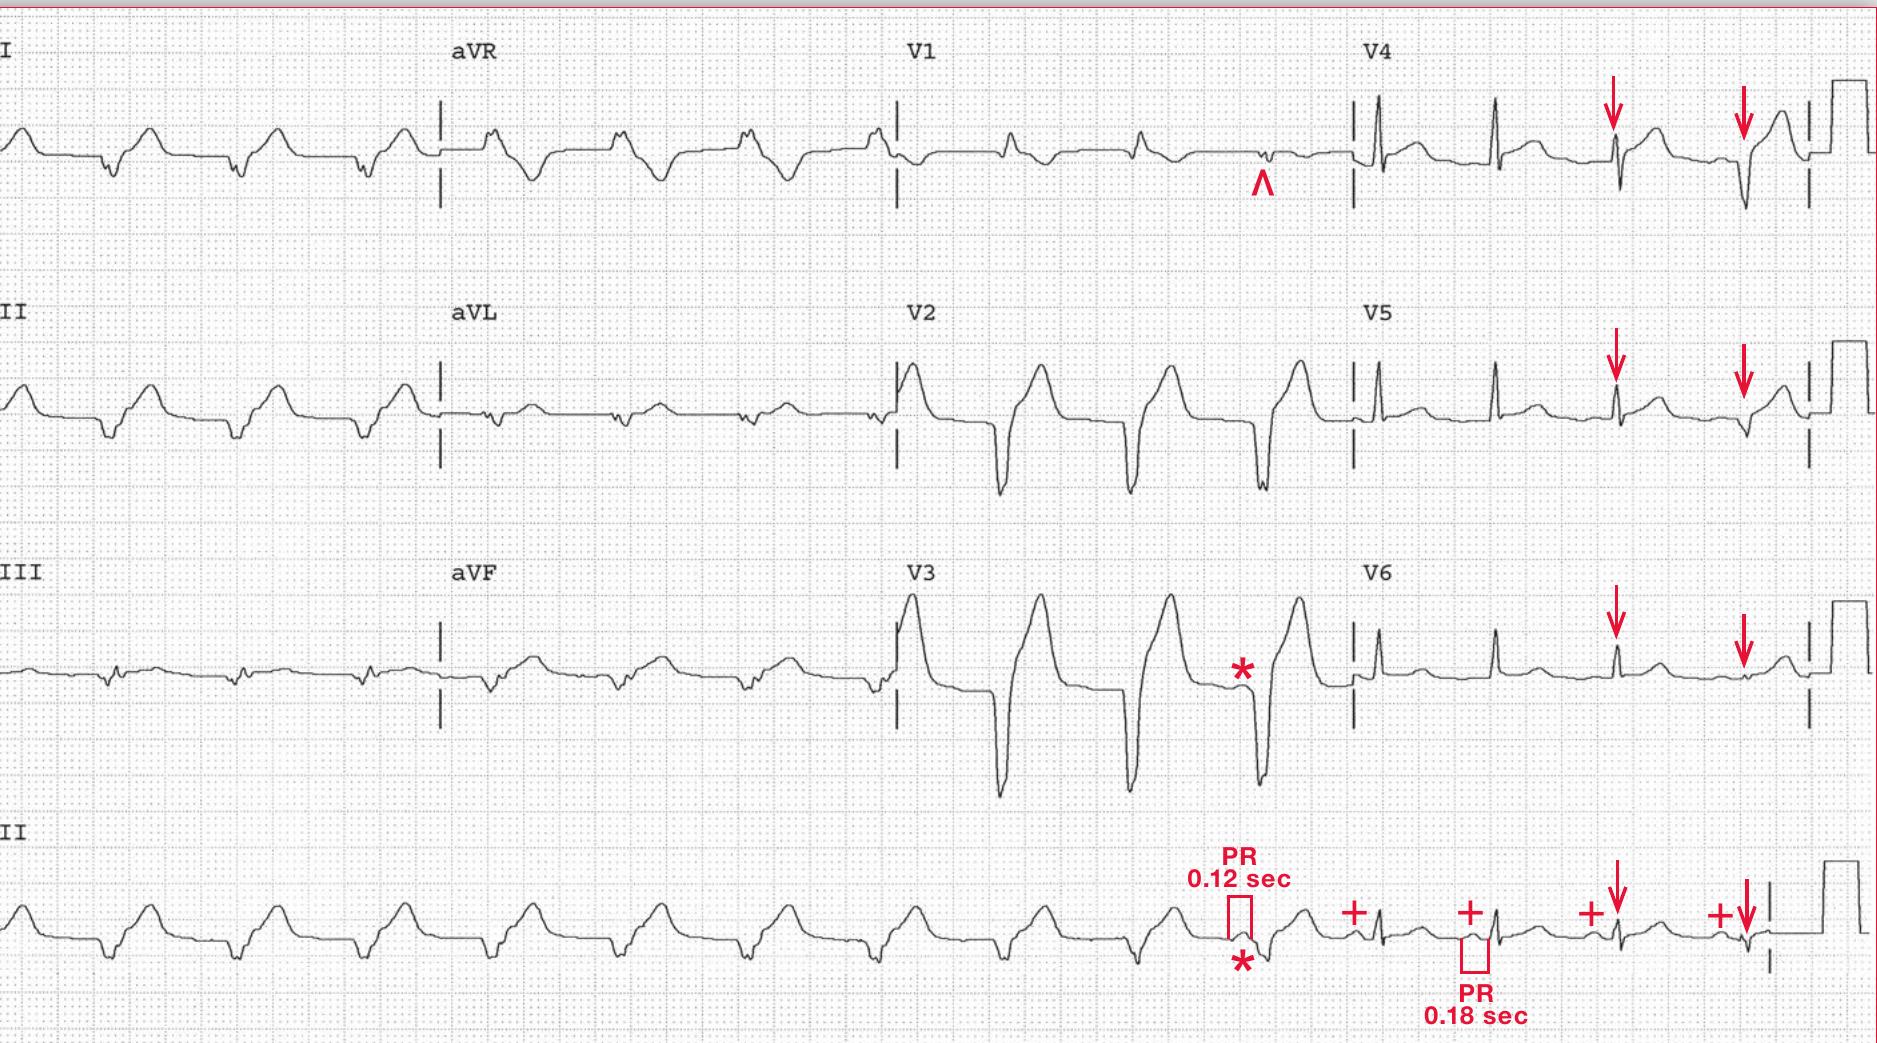 I aVR V1 V4
^
II aVL V2 V5
III aVF V3 V6
*
II
PR
0.12 sec
+ + + +
*
PR
0.18 sec